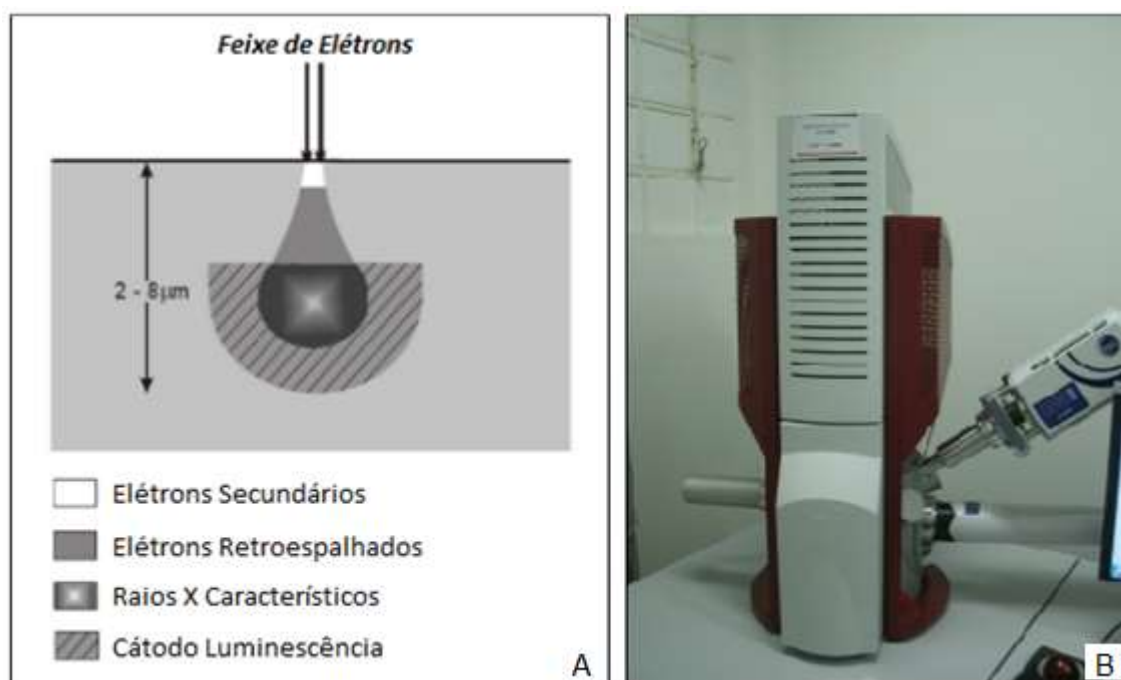 Feixe de Elétrons
2 - 8µm
Elétrons Secundários
Elétrons Retroespalhados
Raios X Característicos
Cátodo Luminescência
A
B